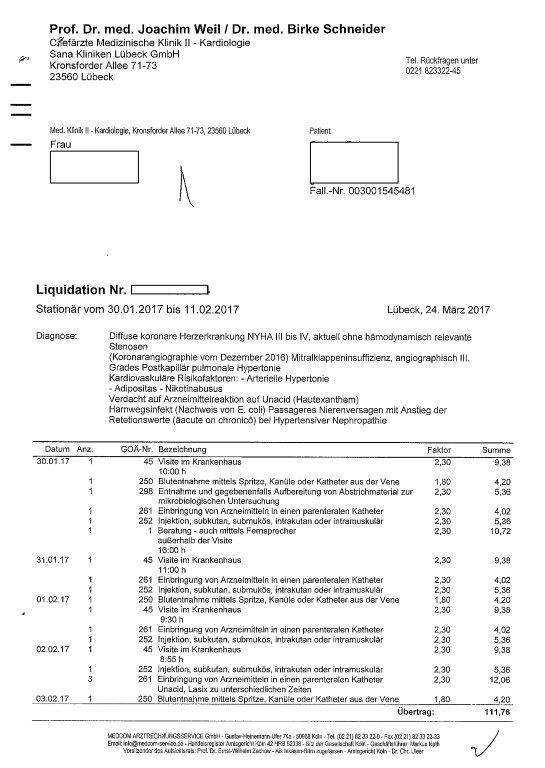 Prof. Dr. med. Joachim Weil / Dr. med. Birke Schneider
Chefärzte Medizinische Klinik II - Kardiologie
Sana Kliniken Lübeck GmbH
Kronsforder Allee 71-73
23560 Lübeck
Tel. Rückfragen unter
0221 823322-45
Med. Klinik II - Kardiologie, Kronsforder Allee 71-73, 23560 Lübeck
Patient
Frau
Fall.-Nr. 003001545481
Liquidation Nr.
Stationär vom 30.01.2017 bis 11.02.2017
Lübeck, 24. März 2017
Diagnose: Diffuse koronare Herzerkrankung NYHA III bis IV, aktuell ohne hämodynamisch relevante
Stenosen
(Koronarangiographie vom Dezember 2016) Mitralklappeninsuffizienz, angiographisch III.
Grades Postkapillär pulmonale Hypertonie
Kardiovaskuläre Risikofaktoren: - Arterielle Hypertonie
- Adipositas - Nikotinabusus
Verdacht auf Arzneimittelreaktion auf Unacid (Hautexanthem)
Harnwegsinfekt (Nachweis von E. coli) Passageres Nierenversagen mit Anstieg der
Retetionswerte (äacute on chronicö) bei Hypertensiver Nephropathie
Datum Anz. GOÄ-Nr. Bezeichnung Faktor Summe
30.01.17 1 45 Visite im Krankenhaus 2,30 9,38
10:00 h
1 250 Blutentnahme mittels Spritze, Kanüle oder Katheter aus der Vene 1,80 4,20
1 298 Entnahme und gegebenenfalls Aufbereitung von Abstrichmaterial zur 2,30 5,36
mikrobiologischen Untersuchung
1 261 Einbringung von Arzneimitteln in einen parenteralen Katheter 2,30 4,02
1 252 Injektion, subkutan, submukös, intrakutan oder intramuskulär 2,30 5,36
1 1 Beratung - auch mittels Fernsprecher 2,30 10,72
außerhalb der Visite
16:00 h
31.01.17 1 45 Visite im Krankenhaus 2,30 9,38
11:00 h
1 261 Einbringung von Arzneimitteln in einen parenteralen Katheter 2,30 4,02
1 252 Injektion, subkutan, submukös, intrakutan oder intramuskulär 2,30 5,36
01.02.17 1 250 Blutentnahme mittels Spritze, Kanüle oder Katheter aus der Vene 1,80 4,20
1 45 Visite im Krankenhaus 2,30 9,38
9:30 h
1 261 Einbringung von Arzneimitteln in einen parenteralen Katheter 2,30 4,02
1 252 Injektion, subkutan, submukös, intrakutan oder intramuskulär 2,30 5,36
02.02.17 1 45 Visite im Krankenhaus 2,30 9,38
8:55 h
1 252 Injektion, subkutan, submukös, intrakutan oder intramuskulär 2,30 5,36
3 261 Einbringung von Arzneimitteln in einen parenteralen Katheter 2,30 12,06
Unacid, Lasix zu unterschiedlichen Zeiten
03.02.17 1 250 Blutentnahme mittels Spritze, Kanüle oder Katheter aus der Vene 1,80 4,20
Übertrag: 111,76
MEDCOM ARZTRECHNUNGSSERVICE GmbH - Gustav-Heinemann-Ufer 74a - 50968 Köln - Tel. (02 21) 82 33 22-0 - Fax (02 21) 82 33 22-33
Email: info@medcom-service.de - Handelsregister Amtsgericht Köln 42 HRB 52338 - Sitz der Gesellschaft Köln - Geschäftsführer: Markus Nath
Vorsitzender des Aufsichtsrats: Prof. Dr. Ernst-Wilhelm Zachow - Als Inkasso-Büro zugelassen - Amtsgericht Köln -